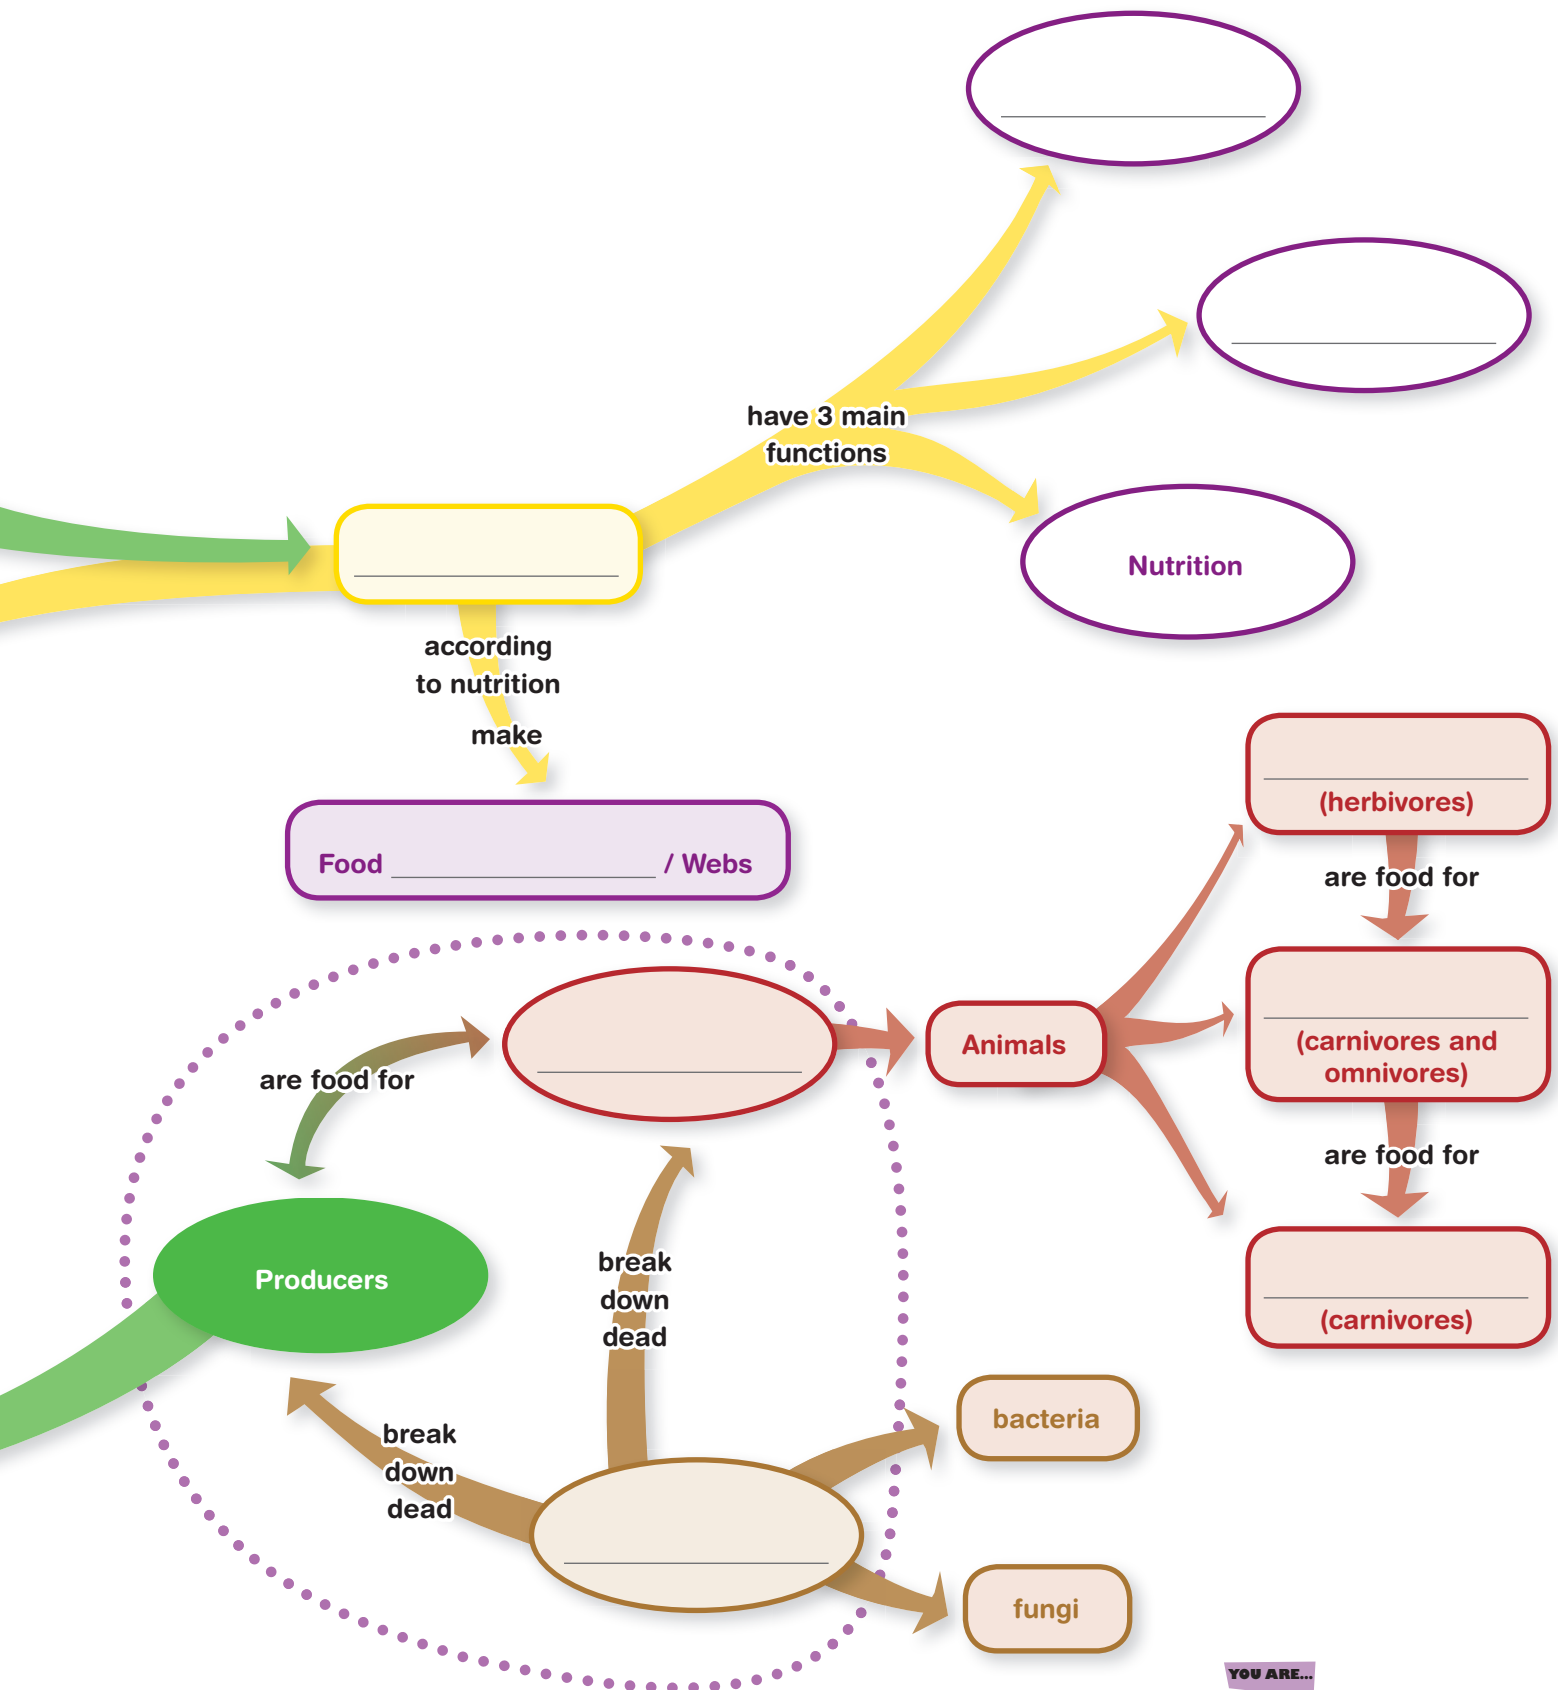 have 3 main
functions
Nutrition
according
to nutrition
make
Food / Webs
(herbivores)
are food for
(carnivores and
omnivores)
are food for
(carnivores)
Animals
are food for
Producers
break
down
dead
break
down
dead
bacteria
fungi
YOU ARE...